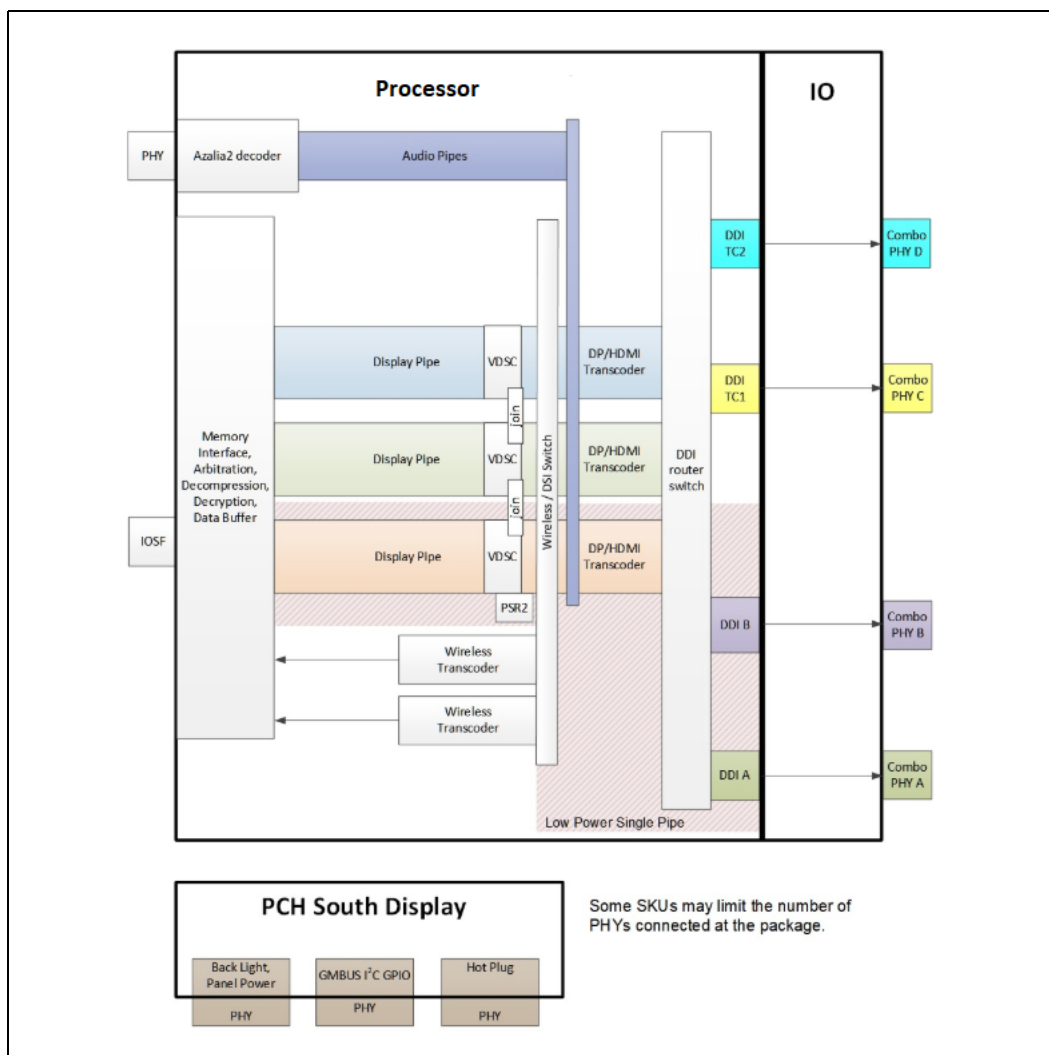 Processor
IO
PHY
Azalia2 decoder
Audio Pipes
DDI
TC2
Combo
PHY D
Display Pipe
VDSC
DP/HDMI
Transcoder
DDI
TC1
Combo
PHY C
join
Memory
Interface,
Arbitration,
Decompression,
Decryption,
Data Buffer
Display Pipe
VDSC
Wireless / DSI Switch
DP/HDMI
Transcoder
DDI
router
switch
join
IOSF
Display Pipe
VDSC
DP/HDMI
Transcoder
PSR2
DDI B
Combo
PHY B
Wireless
Transcoder
Wireless
Transcoder
DDI A
Combo
PHY A
Low Power Single Pipe
PCH South Display
Some SKUs may limit the number of
PHYs connected at the package.
Back Light,
Panel Power
PHY
GMBUS I²C GPIO
PHY
Hot Plug
PHY